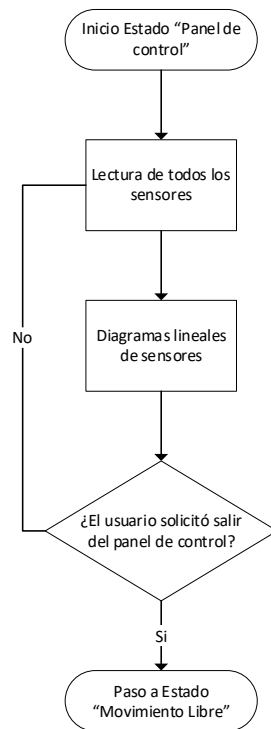 Inicio Estado “Panel de
control”
Lectura de todos los
sensores
Diagramas lineales
de sensores
No
¿El usuario solicitó salir
del panel de control?
Si
Paso a Estado
“Movimiento Libre”